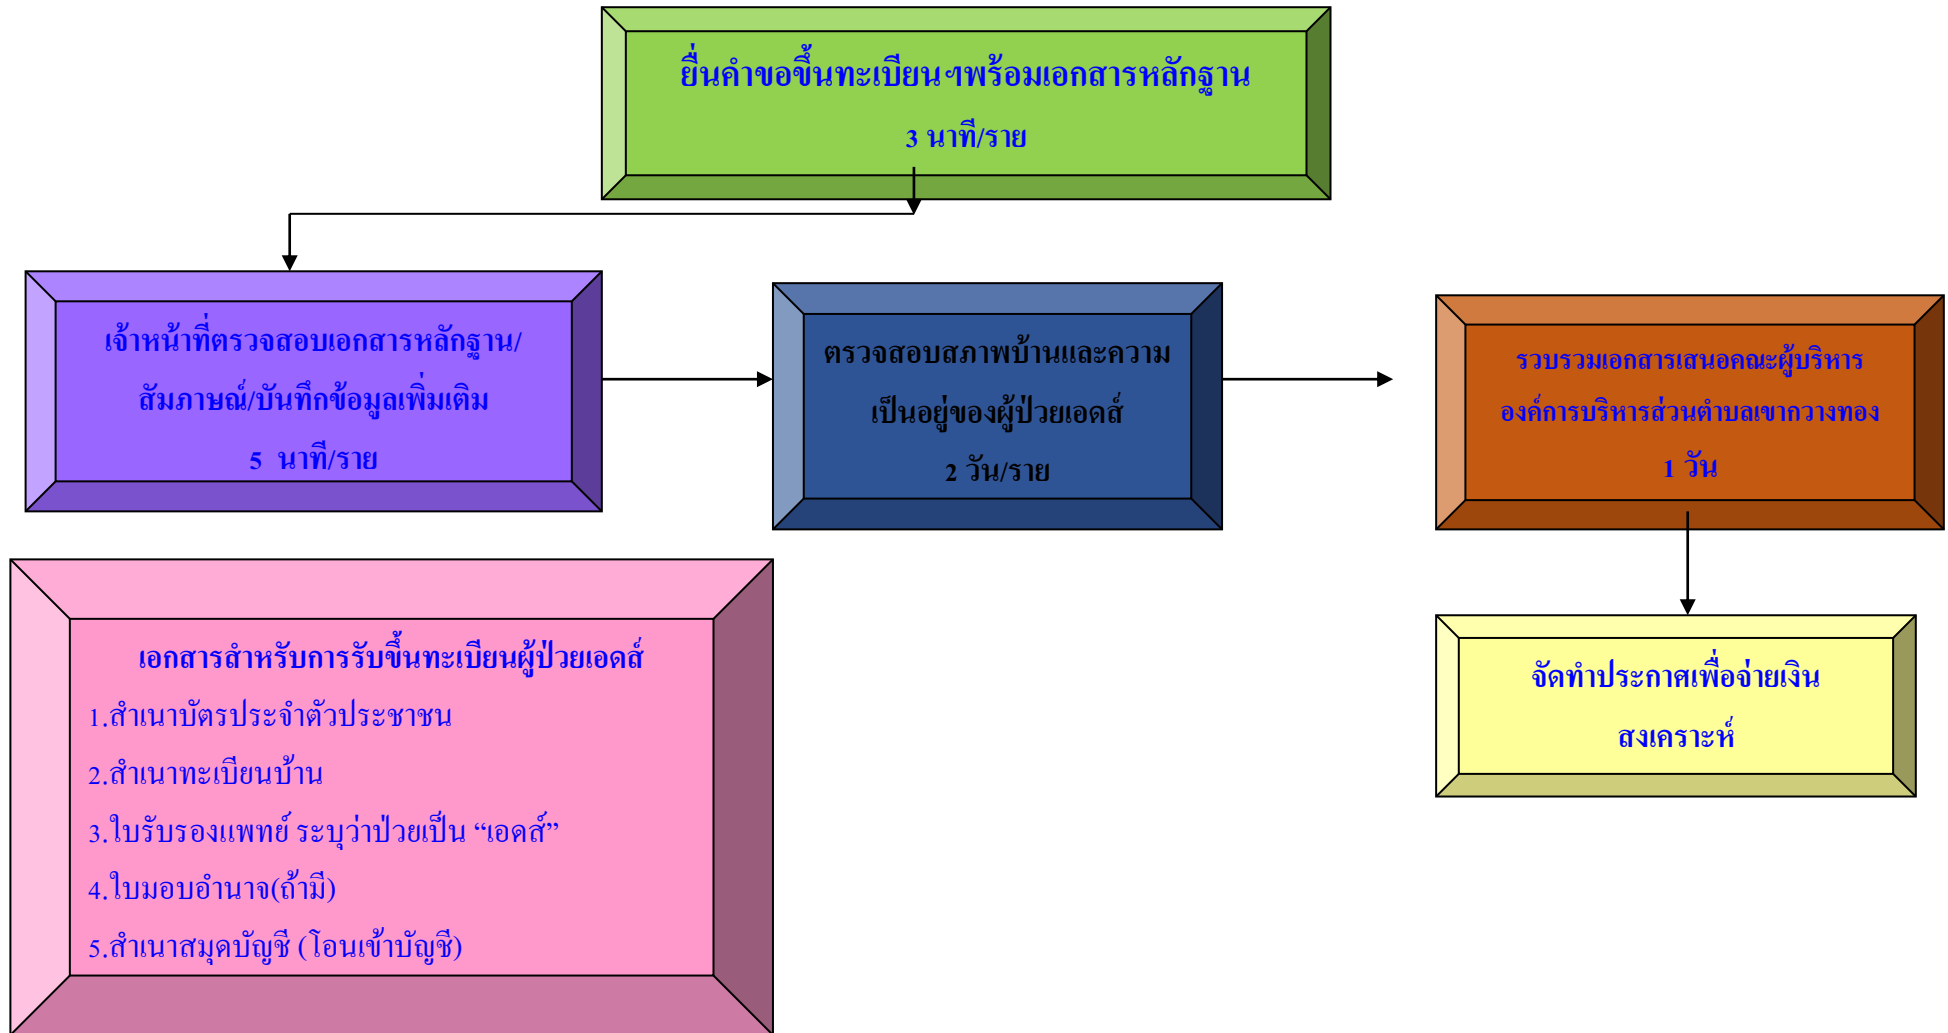 ยื่นคำขอขึ้นทะเบียนฯพร้อมเอกสารหลักฐาน
3 นาที/ราย
เจ้าหน้าที่ตรวจสอบเอกสารหลักฐาน/
สัมภาษณ์/บันทึกข้อมูลเพิ่มเติม
5 นาที/ราย
ตรวจสอบสภาพบ้านและความ
เป็นอยู่ของผู้ป่วยเอดส์
2 วัน/ราย
รวบรวมเอกสารเสนอคณะผู้บริหาร
องค์การบริหารส่วนตำบลเขากวางทอง
1 วัน
เอกสารสำหรับการรับขึ้นทะเบียนผู้ป่วยเอดส์
1.สำเนาบัตรประจำตัวประชาชน
2.สำเนาทะเบียนบ้าน
3.ใบรับรองแพทย์ ระบุว่าป่วยเป็น “เอดส์”
4.ใบมอบอำนาจ(ถ้ามี)
5.สำเนาสมุดบัญชี (โอนเข้าบัญชี)
จัดทำประกาศเพื่อจ่ายเงิน
สงเคราะห์